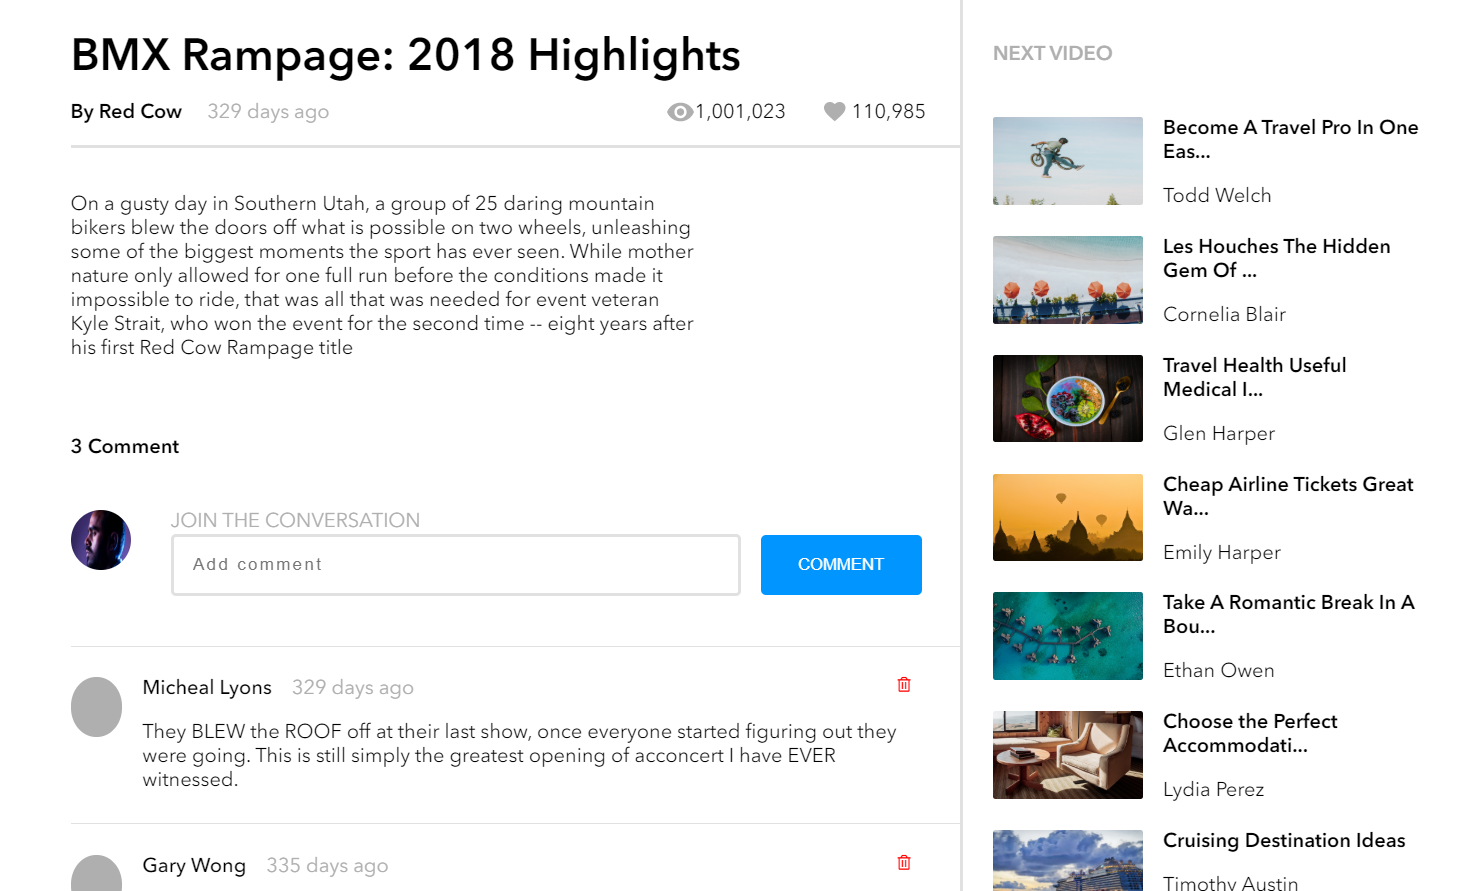 BMX Rampage: 2018 Highlights
By Red Cow 329 days ago 1,001,023 110,985
On a gusty day in Southern Utah, a group of 25 daring mountain
bikers blew the doors off what is possible on two wheels, unleashing
some of the biggest moments the sport has ever seen. While mother
nature only allowed for one full run before the conditions made it
impossible to ride, that was all that was needed for event veteran
Kyle Strait, who won the event for the second time -- eight years after
his first Red Cow Rampage title
3 Comment
JOIN THE CONVERSATION
Add comment
COMMENT
Micheal Lyons 329 days ago
They BLEW the ROOF off at their last show, once everyone started figuring out they
were going. This is still simply the greatest opening of acconcert I have EVER
witnessed.
Gary Wong 335 days ago
NEXT VIDEO
Become A Travel Pro In One
Eas...
Todd Welch
Les Houches The Hidden
Gem Of ...
Cornelia Blair
Travel Health Useful
Medical I...
Glen Harper
Cheap Airline Tickets Great
Wa...
Emily Harper
Take A Romantic Break In A
Bou...
Ethan Owen
Choose the Perfect
Accommodati...
Lydia Perez
Cruising Destination Ideas
Timothy Austin